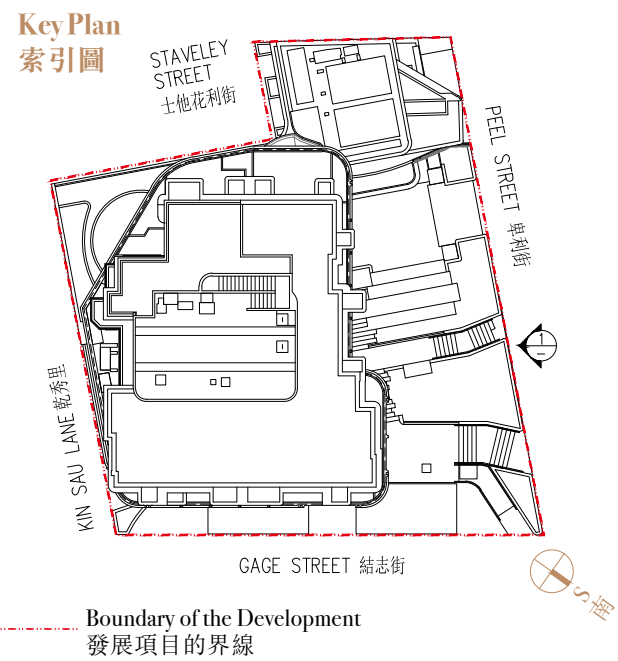 Key Plan
索引圖
STAVELEY
STREET
士他花利街
PEEL STREET 卑利街
1
KIN SAU LANE 乾秀里
GAGE STREET 結志街
S 南
Boundary of the Development
發展項目的界線